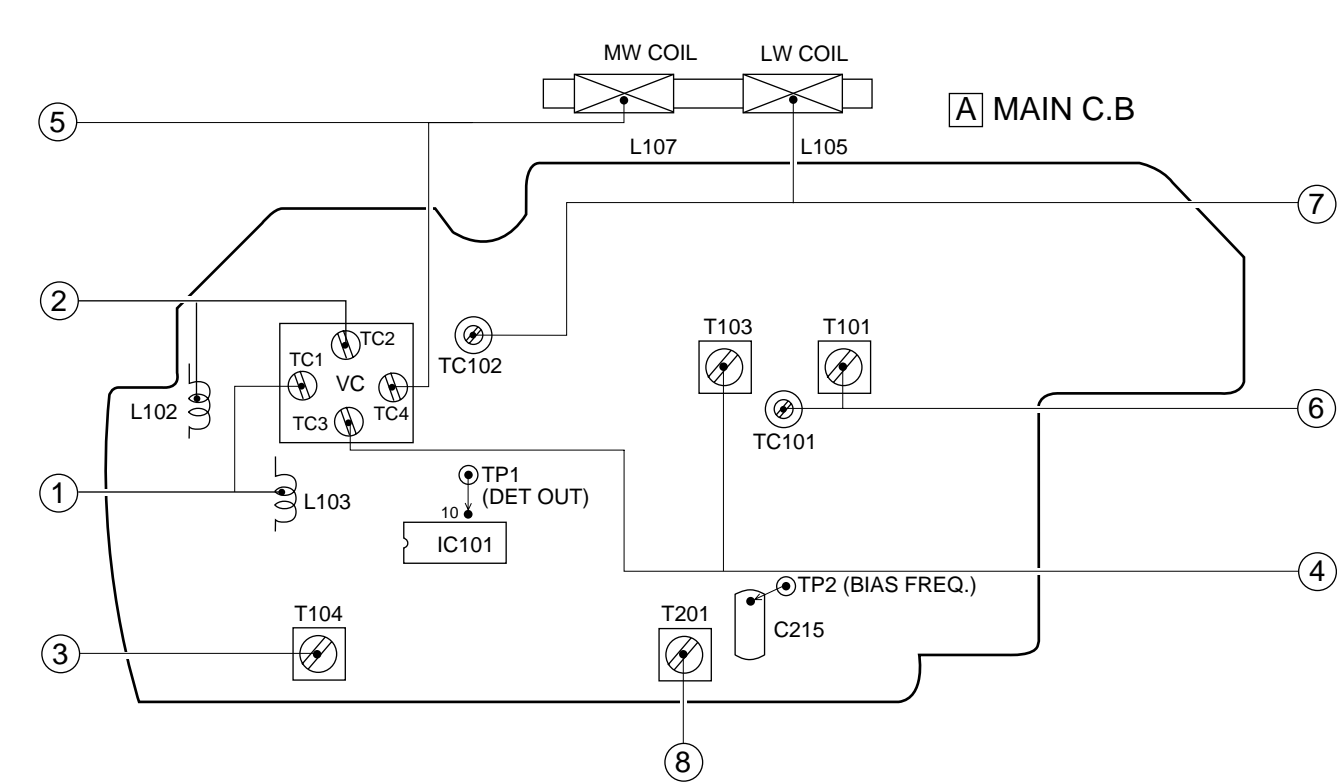 MW COIL
LW COIL
A MAIN C.B
5
L107
L105
7
2
TC2
T103
T101
TC1
TC102
VC
L102
TC4
TC3
TC101
6
TP1
(DET OUT)
1
L103
10
IC101
4
TP2 (BIAS FREQ.)
T104
T201
C215
3
8